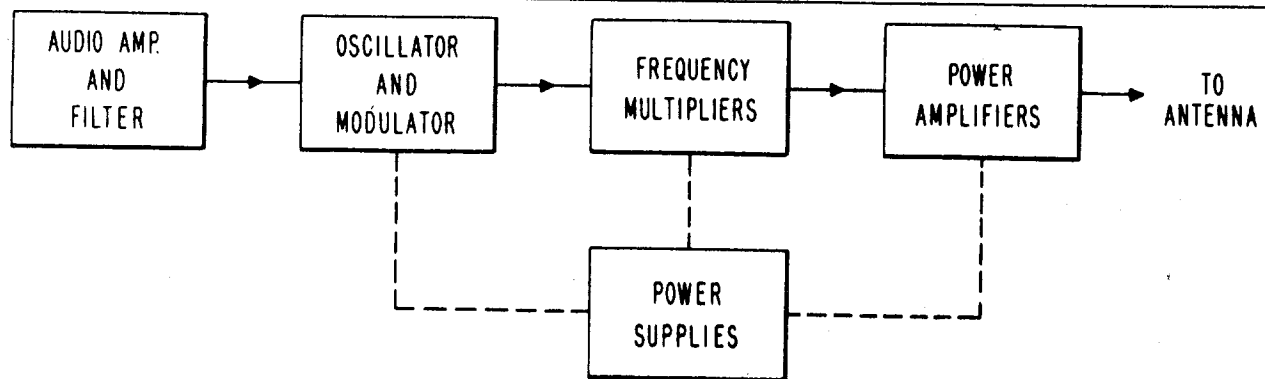 AUDIO AMP.
AND
FILTER
OSCILLATOR
AND
MODULATOR
FREQUENCY
MULTIPLIERS
POWER
AMPLIFIERS
TO
ANTENNA
POWER
SUPPLIES